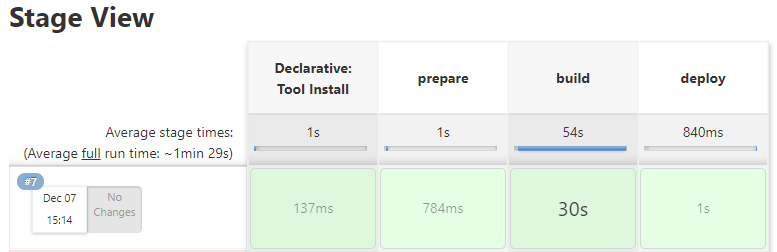 Stage View
Declarative:
Tool Install
prepare
build
deploy
Average stage times:
(Average full run time: ~1min 29s)
1s
1s
54s
840ms
#7
Dec 07
15:14
No
Changes
137ms
784ms
30s
1s